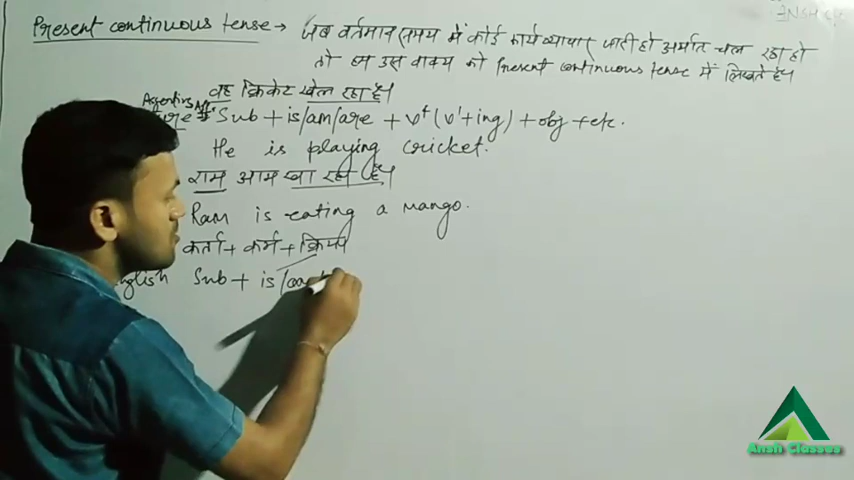 Present continuous tense → जब वर्तमान समय में कोई कार्य व्यापार जारी हो अर्थात चल रहा हो
तो हम उस वाक्य को Present continuous tense में लिखते हैं।
वह क्रिकेट खेल रहा है।
Sub + is/am/are + v⁴ (v¹+ing) + obj + etc.
He is playing cricket.
राम आम खा रहा है।
Ram is eating a mango.
कर्ता + कर्म + क्रिया
Sub + is/
Ansh Classes